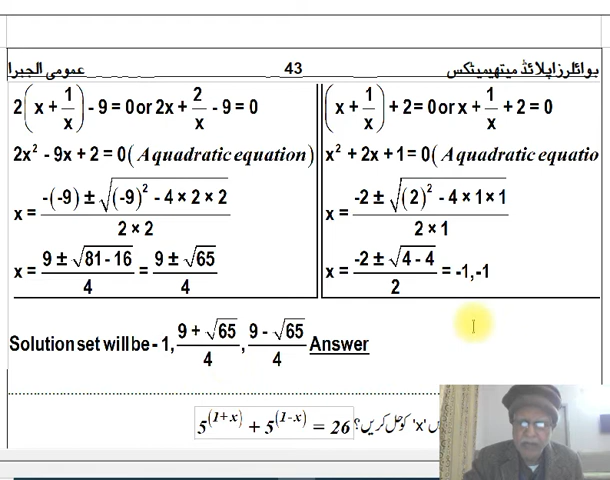 بوائلرز اپلائڈ میتھیمیٹکس 43 عمومی الجبرا
2(x + 1/x) - 9 = 0 or 2x + 2/x - 9 = 0
2x² - 9x + 2 = 0 ( A quadratic equation)
x = (-(-9) ± √((-9)² - 4 × 2 × 2)) / (2 × 2)
x = (9 ± √(81 - 16)) / 4 = (9 ± √65) / 4
(x + 1/x) + 2 = 0 or x + 1/x + 2 = 0
x² + 2x + 1 = 0 ( A quadratic equatio
x = (-2 ± √((2)² - 4 × 1 × 1)) / (2 × 1)
x = (-2 ± √(4 - 4)) / 2 = -1,-1
Solution set will be - 1, (9 + √65)/4, (9 - √65)/4 Answer
'x' کو حل کریں؟ 5^(1+x) + 5^(1-x) = 26